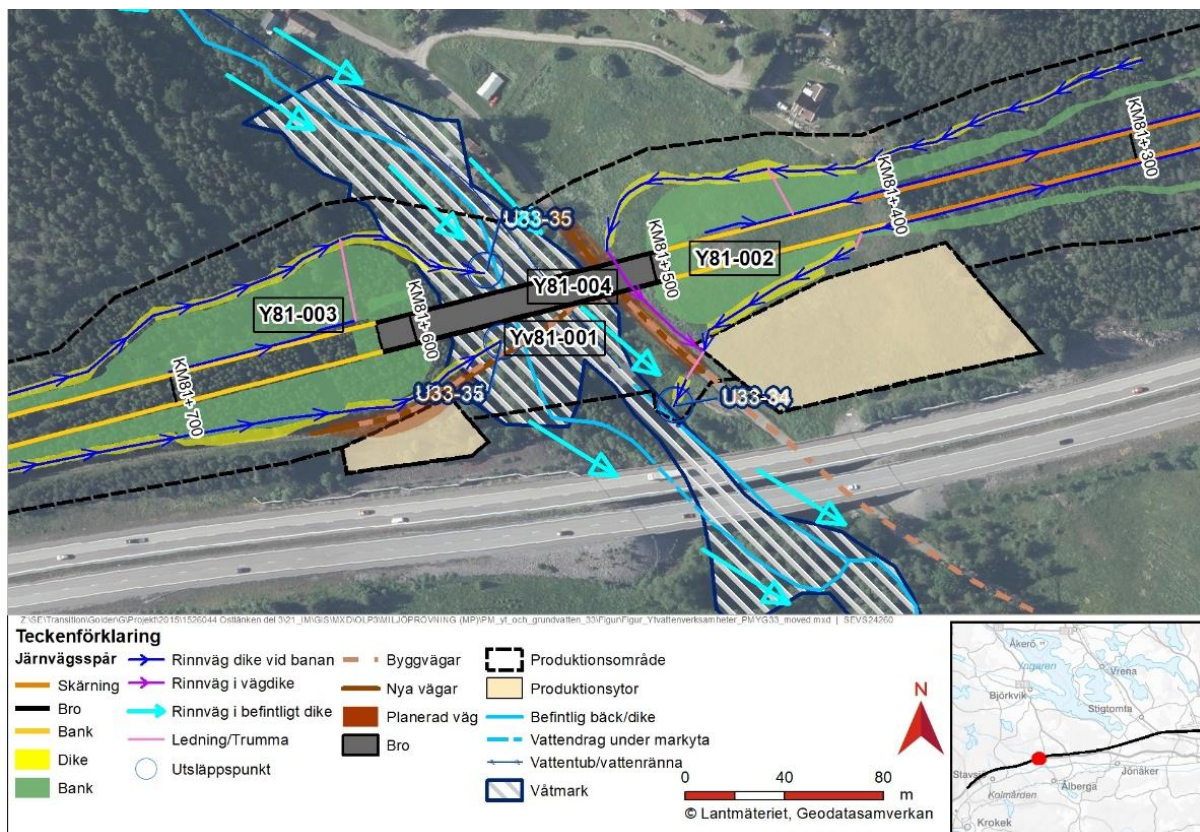 U33-35
KM81+300
KM81+400
Y81-002
KM81+500
Y81-004
Y81-003
KM81+600
Yv81-001
U33-35
U33-34
KM81+700
Teckenförklaring
Järnvägsspår
Skärning
Bro
Bank
Dike
Bank
Rinnväg dike vid banan
Rinnväg i vägdike
Rinnväg i befintligt dike
Ledning/Trumma
Utsläppspunkt
Byggvägar
Nya vägar
Planerad väg
Bro
Produktionsområde
Produktionsytor
Befintlig bäck/dike
Vattendrag under markyta
Vattentub/vattenränna
Våtmark
N
0 40 80
m
© Lantmäteriet, Geodatasamverkan
Åkerö
Yngaren
Vrena
Björkvik
Stigtomta
Stavsjö
Jönåker
Ålberga
Kolmården
Krokek